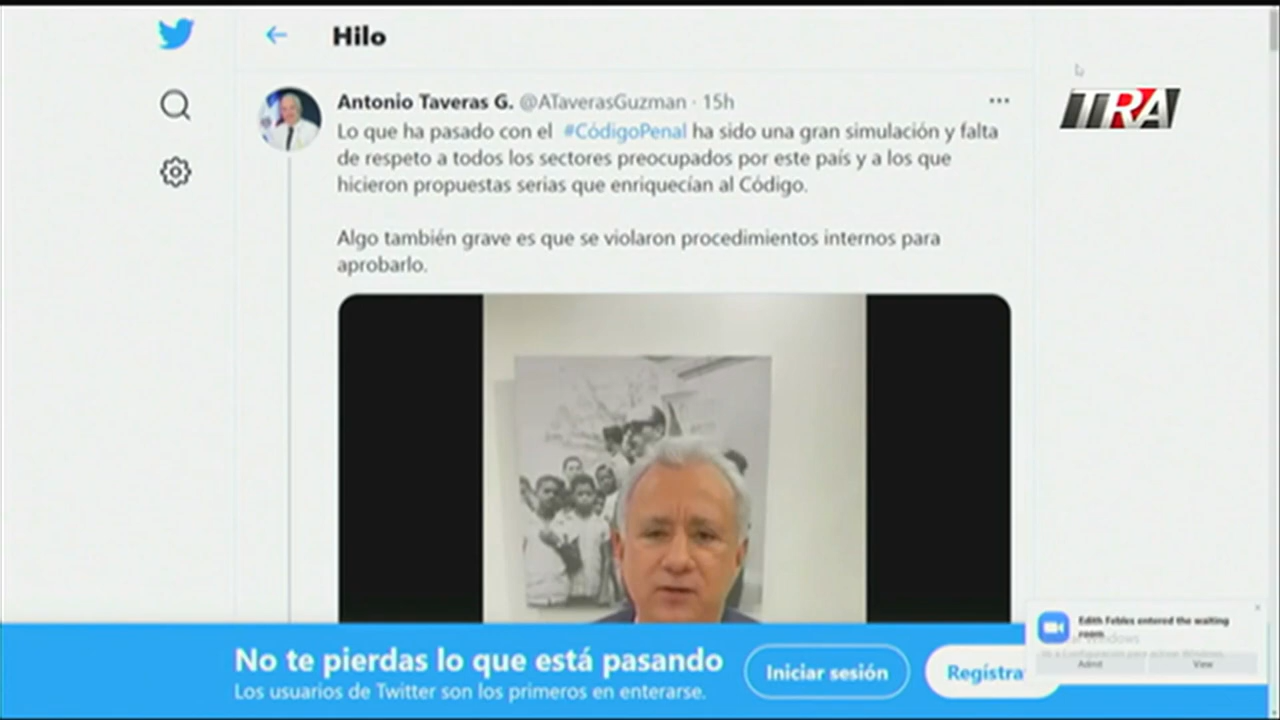 Hilo
TRA
Antonio Taveras G. @ATaverasGuzman · 15h
Lo que ha pasado con el #CódigoPenal ha sido una gran simulación y falta
de respeto a todos los sectores preocupados por este país y a los que
hicieron propuestas serias que enriquecían al Código.
Algo también grave es que se violaron procedimientos internos para
aprobarlo.
No te pierdas lo que está pasando
Los usuarios de Twitter son los primeros en enterarse.
Iniciar sesión
Regístra
Edith Febles entered the waiting
room
Windows
Admit
View